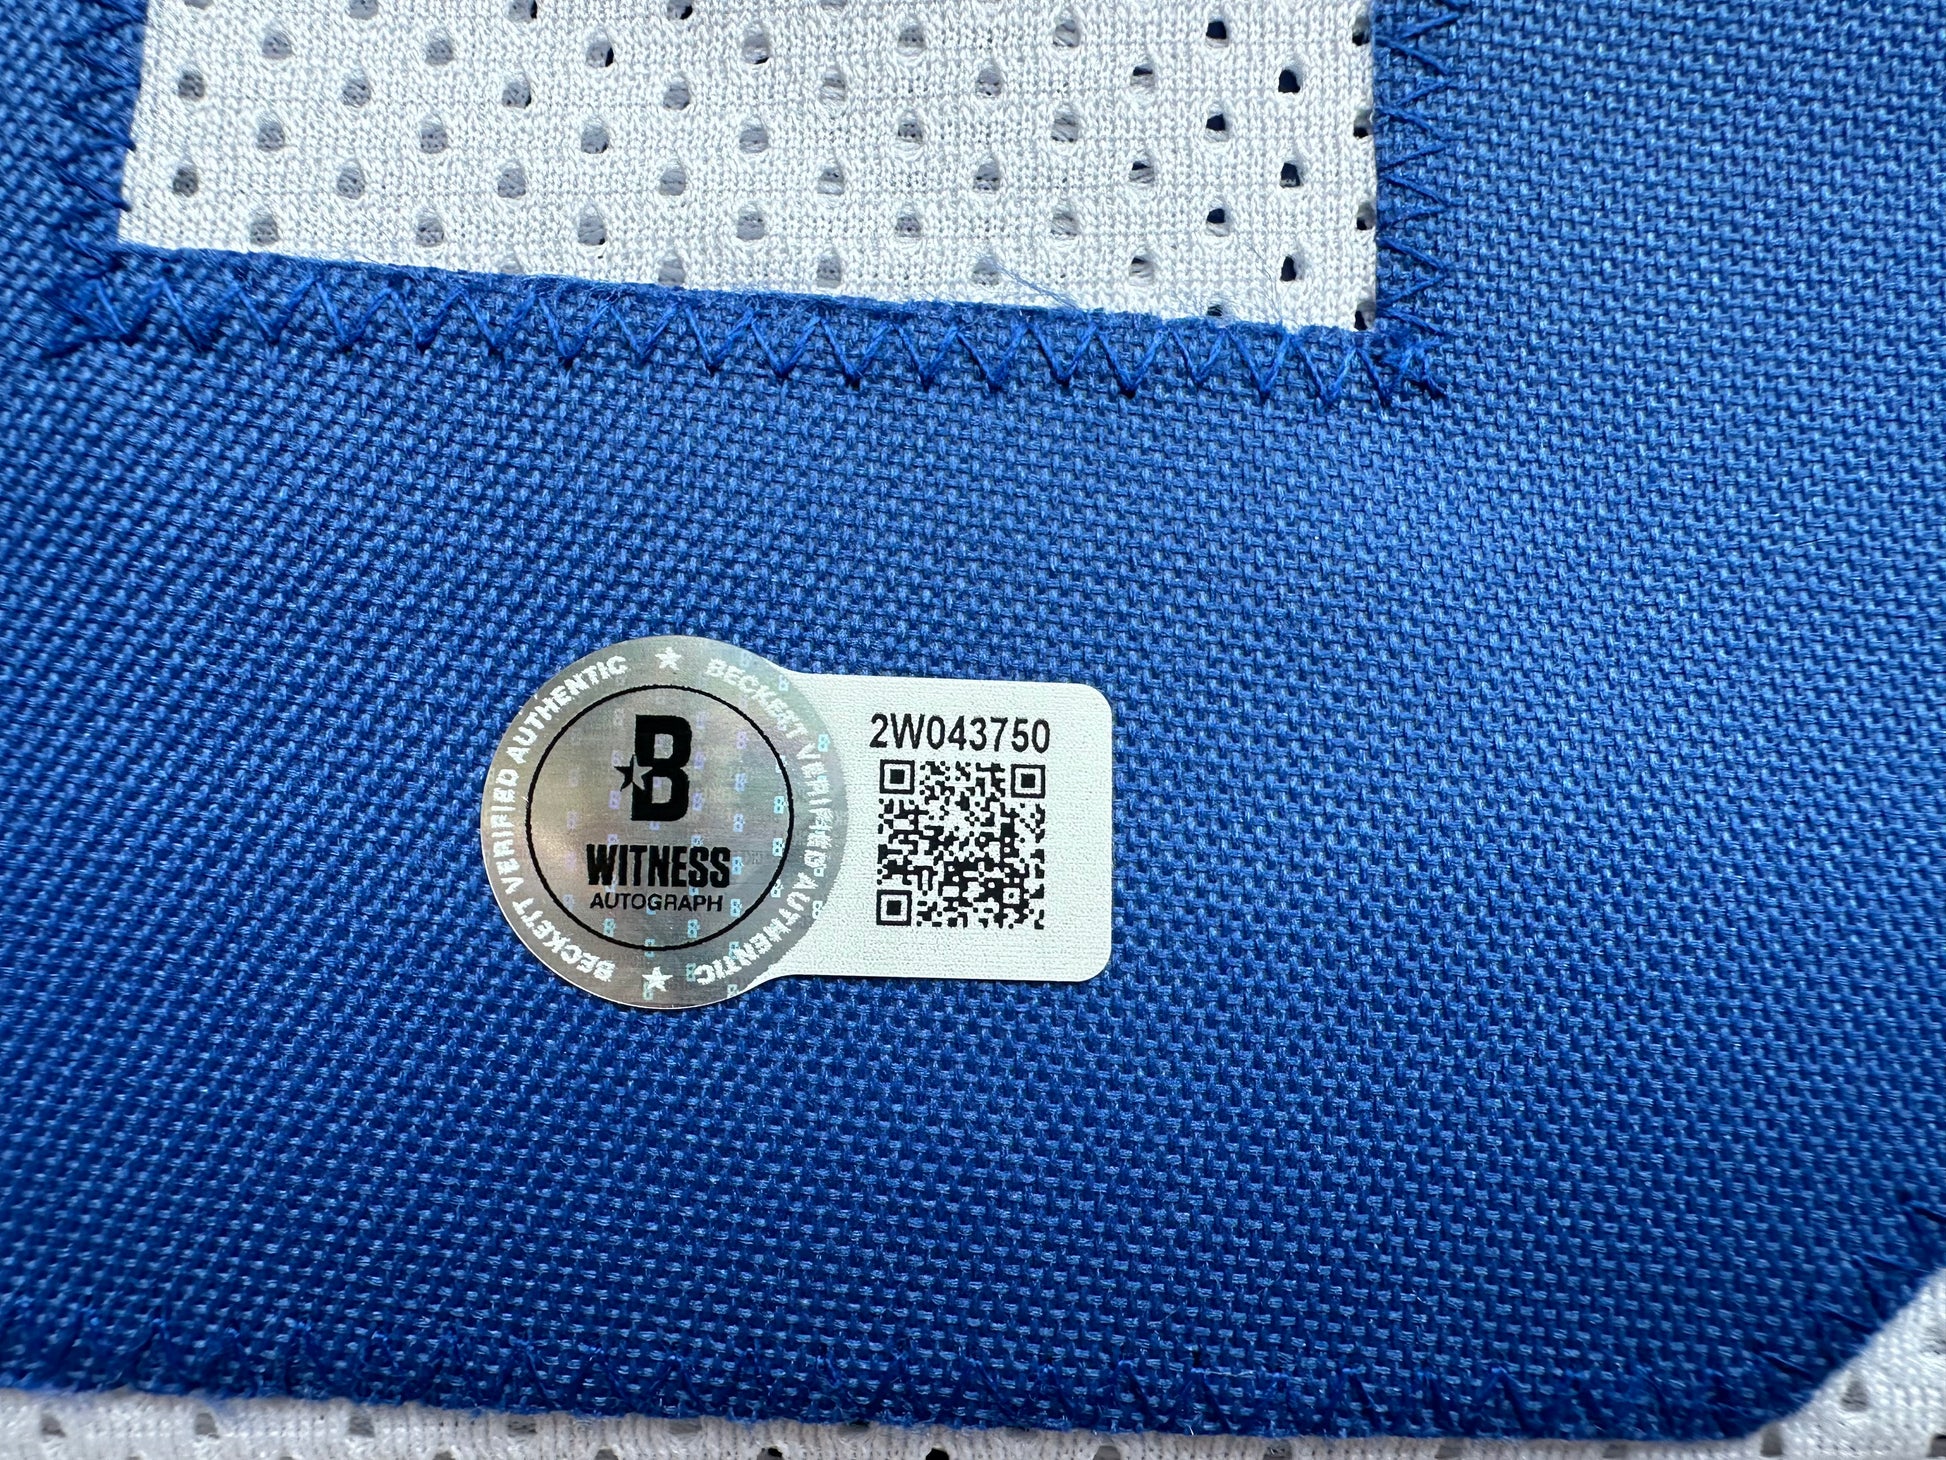 BECKETT VERIFIED AUTHENTIC ★ BECKETT VERIFIED AUTHENTIC ★
B
WITNESS
AUTOGRAPH
2W043750